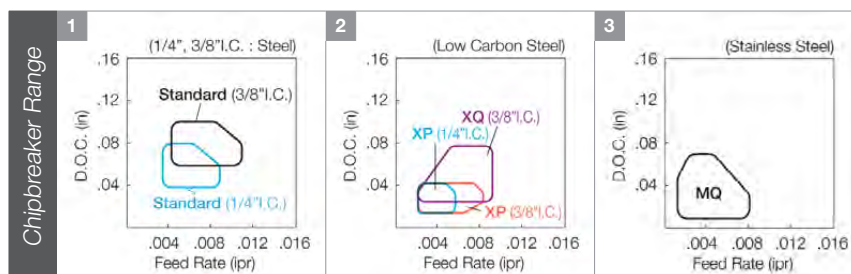 Chipbreaker Range
1
(1/4", 3/8"I.C. : Steel)
.16
.12
.08
.04
D.O.C. (in)
Standard (3/8"I.C.)
Standard (1/4"I.C.)
.004 .008 .012 .016
Feed Rate (ipr)
2
(Low Carbon Steel)
.16
.12
.08
.04
D.O.C. (in)
XQ (3/8"I.C.)
XP (1/4"I.C.)
XP (3/8"I.C.)
.004 .008 .012 .016
Feed Rate (ipr)
3
(Stainless Steel)
.16
.12
.08
.04
D.O.C. (in)
MQ
.004 .008 .012 .016
Feed Rate (ipr)